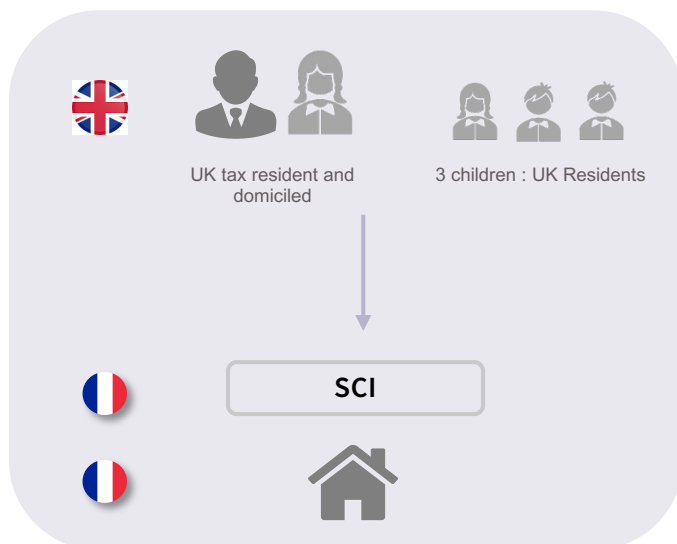 UK tax resident and
domiciled
3 children : UK Residents
SCI